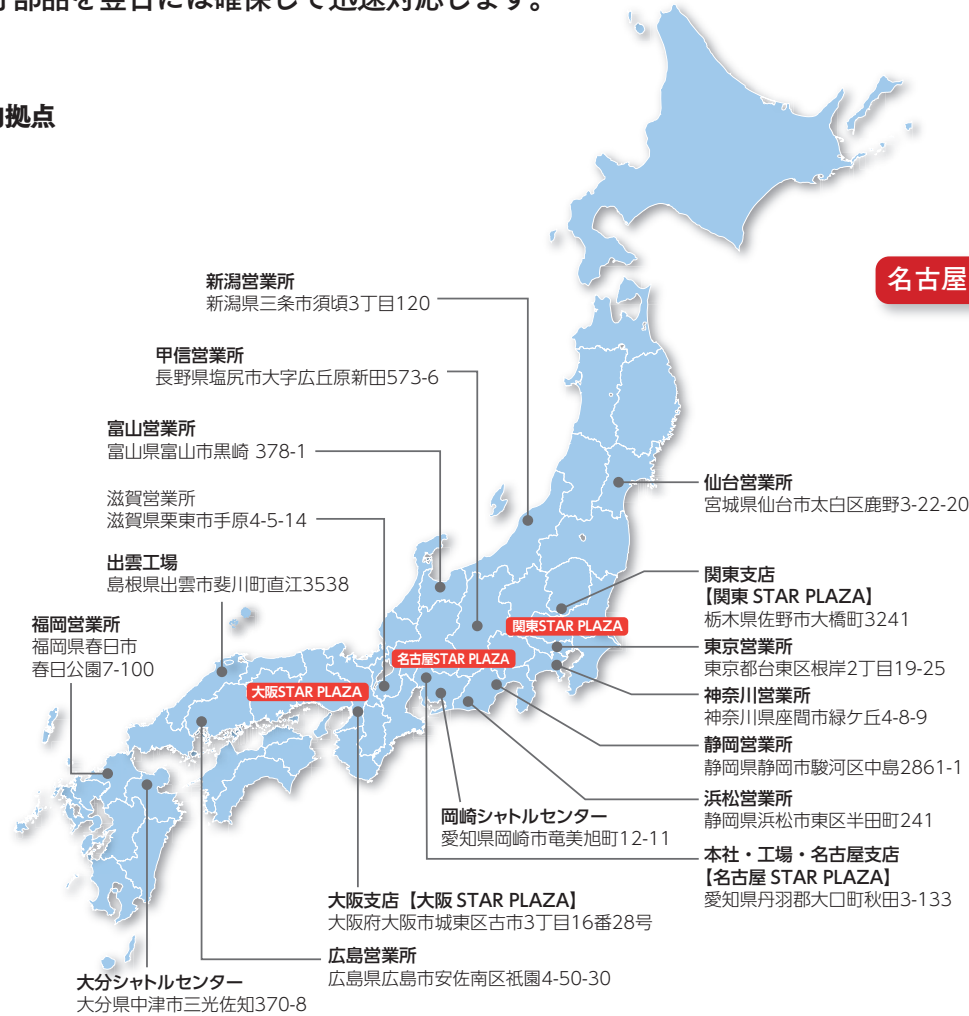 部品を翌日には確保して迅速対応します。
拠点
名古屋
新潟営業所
新潟県三条市須頃3丁目120
甲信営業所
長野県塩尻市大字広丘原新田573-6
富山営業所
富山県富山市黒崎 378-1
滋賀営業所
滋賀県栗東市手原4-5-14
出雲工場
島根県出雲市斐川町直江3538
福岡営業所
福岡県春日市
春日公園7-100
仙台営業所
宮城県仙台市太白区鹿野3-22-20
関東支店
【関東 STAR PLAZA】
栃木県佐野市大橋町3241
東京営業所
東京都台東区根岸2丁目19-25
神奈川営業所
神奈川県座間市緑ケ丘4-8-9
静岡営業所
静岡県静岡市駿河区中島2861-1
浜松営業所
静岡県浜松市東区半田町241
本社・工場・名古屋支店
【名古屋 STAR PLAZA】
愛知県丹羽郡大口町秋田3-133
関東STAR PLAZA
名古屋STAR PLAZA
大阪STAR PLAZA
岡崎シャトルセンター
愛知県岡崎市竜美旭町12-11
大阪支店【大阪 STAR PLAZA】
大阪府大阪市城東区古市3丁目16番28号
広島営業所
広島県広島市安佐南区祇園4-50-30
大分シャトルセンター
大分県中津市三光佐知370-8